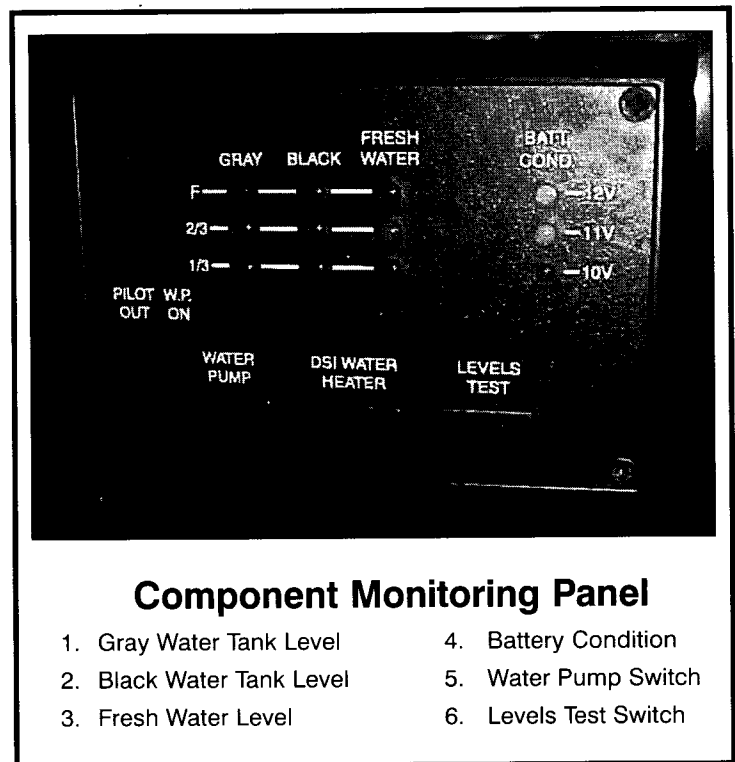 FRESH
GRAY BLACK WATER
BATT.
COND.
F
12V
2/3
11V
1/3
10V
PILOT W.P.
OUT ON
WATER
PUMP
DSI WATER
HEATER
LEVELS
TEST
Component Monitoring Panel
1. Gray Water Tank Level
2. Black Water Tank Level
3. Fresh Water Level
4. Battery Condition
5. Water Pump Switch
6. Levels Test Switch